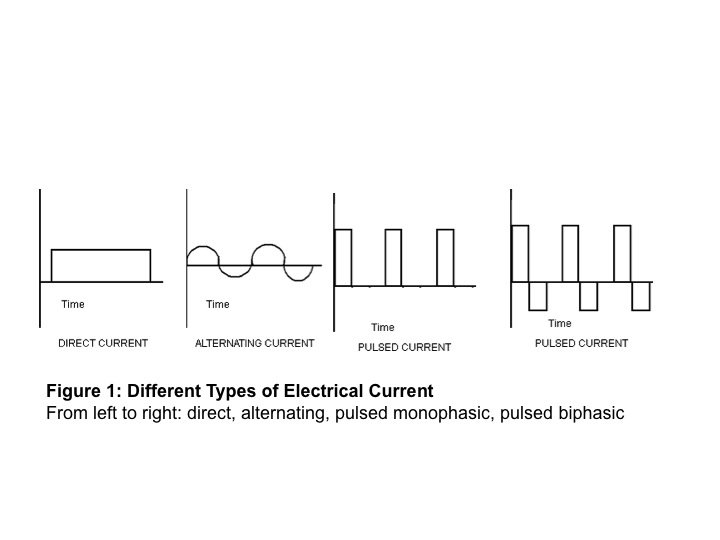 Time
DIRECT CURRENT
Time
ALTERNATING CURRENT
Time
PULSED CURRENT
Time
PULSED CURRENT
Figure 1: Different Types of Electrical Current
From left to right: direct, alternating, pulsed monophasic, pulsed biphasic